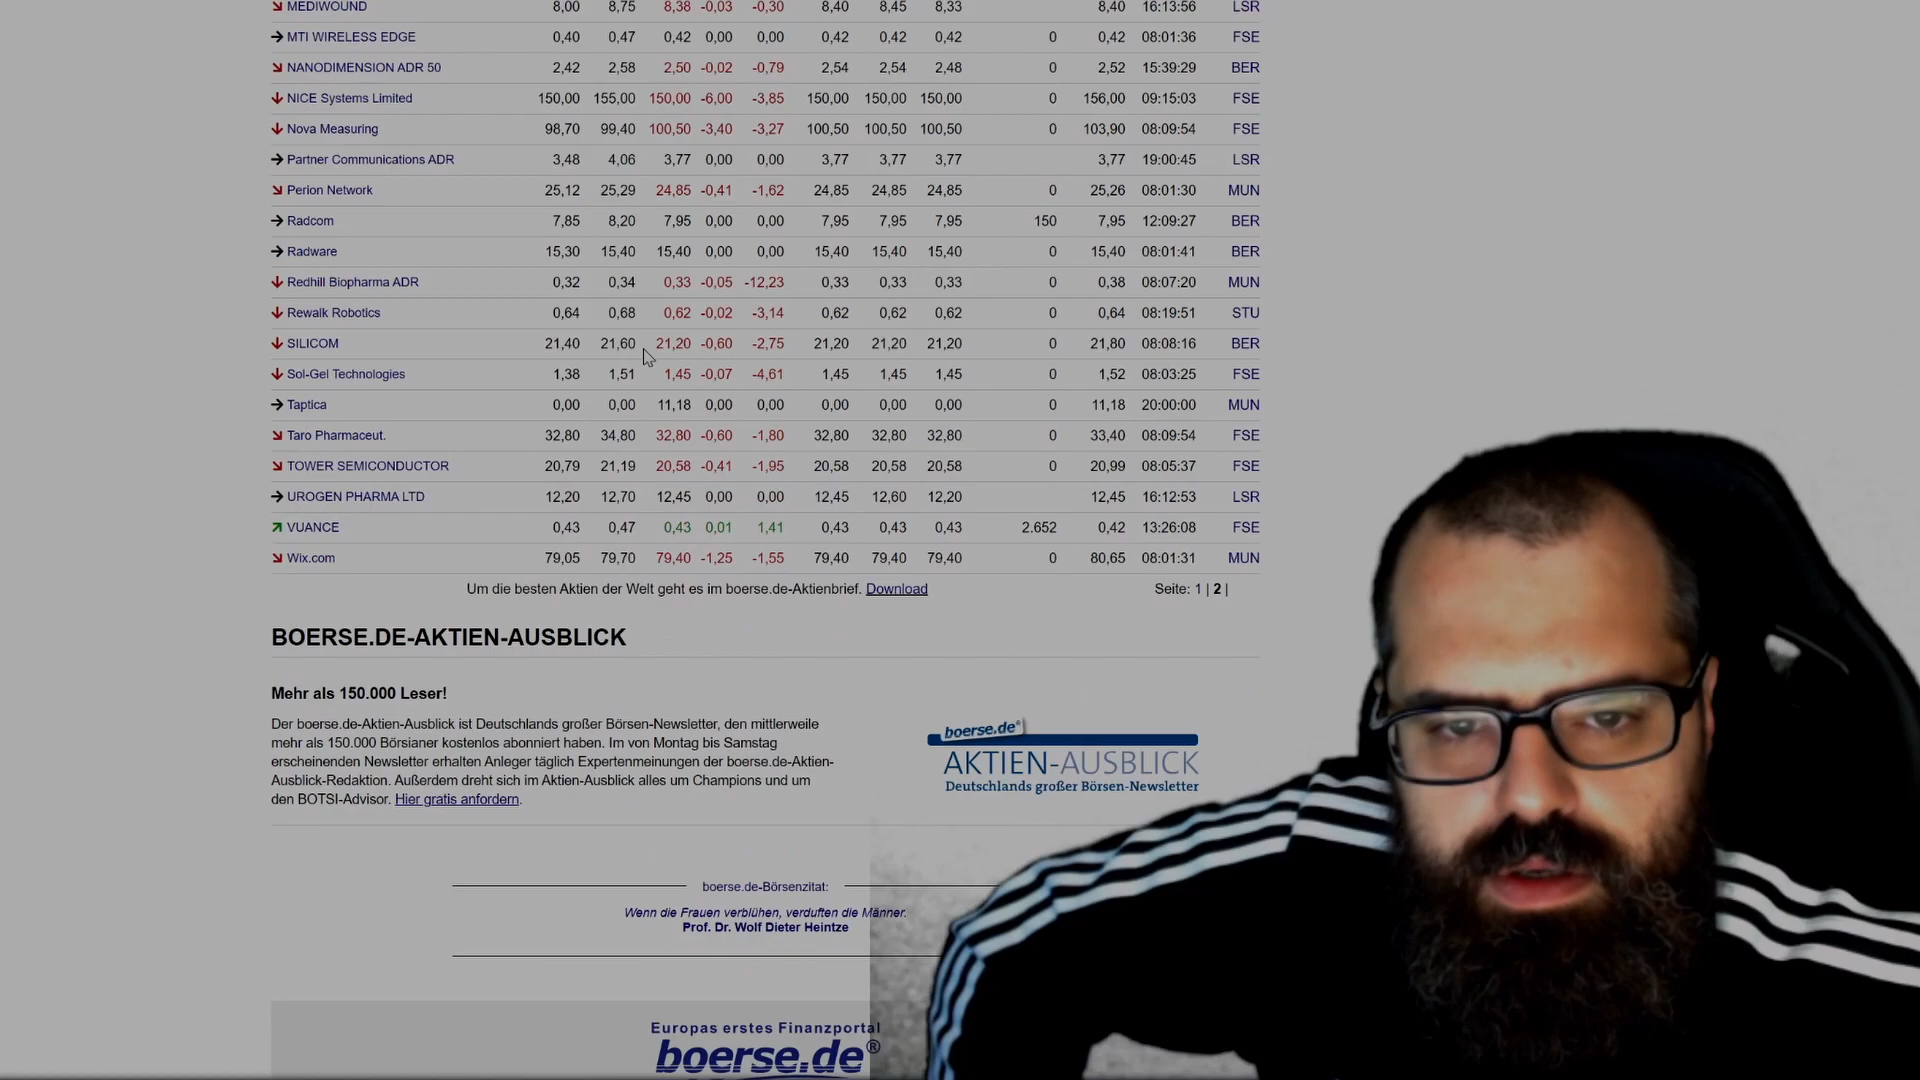 MEDIWOUND 8,00 8,75 8,38 -0,03 -0,30 8,40 8,45 8,33 8,40 16:13:56 LSR
MTI WIRELESS EDGE 0,40 0,47 0,42 0,00 0,00 0,42 0,42 0,42 0 0,42 08:01:36 FSE
NANODIMENSION ADR 50 2,42 2,58 2,50 -0,02 -0,79 2,54 2,54 2,48 0 2,52 15:39:29 BER
NICE Systems Limited 150,00 155,00 150,00 -6,00 -3,85 150,00 150,00 150,00 0 156,00 09:15:03 FSE
Nova Measuring 98,70 99,40 100,50 -3,40 -3,27 100,50 100,50 100,50 0 103,90 08:09:54 FSE
Partner Communications ADR 3,48 4,06 3,77 0,00 0,00 3,77 3,77 3,77 3,77 19:00:45 LSR
Perion Network 25,12 25,29 24,85 -0,41 -1,62 24,85 24,85 24,85 0 25,26 08:01:30 MUN
Radcom 7,85 8,20 7,95 0,00 0,00 7,95 7,95 7,95 150 7,95 12:09:27 BER
Radware 15,30 15,40 15,40 0,00 0,00 15,40 15,40 15,40 0 15,40 08:01:41 BER
Redhill Biopharma ADR 0,32 0,34 0,33 -0,05 -12,23 0,33 0,33 0,33 0 0,38 08:07:20 MUN
Rewalk Robotics 0,64 0,68 0,62 -0,02 -3,14 0,62 0,62 0,62 0 0,64 08:19:51 STU
SILICOM 21,40 21,60 21,20 -0,60 -2,75 21,20 21,20 21,20 0 21,80 08:08:16 BER
Sol-Gel Technologies 1,38 1,51 1,45 -0,07 -4,61 1,45 1,45 1,45 0 1,52 08:03:25 FSE
Taptica 0,00 0,00 11,18 0,00 0,00 0,00 0,00 0,00 0 11,18 20:00:00 MUN
Taro Pharmaceut. 32,80 34,80 32,80 -0,60 -1,80 32,80 32,80 32,80 0 33,40 08:09:54 FSE
TOWER SEMICONDUCTOR 20,79 21,19 20,58 -0,41 -1,95 20,58 20,58 20,58 0 20,99 08:05:37 FSE
UROGEN PHARMA LTD 12,20 12,70 12,45 0,00 0,00 12,45 12,60 12,20 12,45 16:12:53 LSR
VUANCE 0,43 0,47 0,43 0,01 1,41 0,43 0,43 0,43 2.652 0,42 13:26:08 FSE
Wix.com 79,05 79,70 79,40 -1,25 -1,55 79,40 79,40 79,40 0 80,65 08:01:31 MUN
Um die besten Aktien der Welt geht es im boerse.de-Aktienbrief. Download Seite: 1 | 2 |
BOERSE.DE-AKTIEN-AUSBLICK
Mehr als 150.000 Leser!
Der boerse.de-Aktien-Ausblick ist Deutschlands großer Börsen-Newsletter, den mittlerweile
mehr als 150.000 Börsianer kostenlos abonniert haben. Im von Montag bis Samstag
erscheinenden Newsletter erhalten Anleger täglich Expertenmeinungen der boerse.de-Aktien-
Ausblick-Redaktion. Außerdem dreht sich im Aktien-Ausblick alles um Champions und um
den BOTSI-Advisor. Hier gratis anfordern.
boerse.de®
AKTIEN-AUSBLICK
Deutschlands großer Börsen-Newsletter
boerse.de-Börsenzitat:
Wenn die Frauen verblühen, verduften die Männer.
Prof. Dr. Wolf Dieter Heintze
Europas erstes Finanzportal
boerse.de®